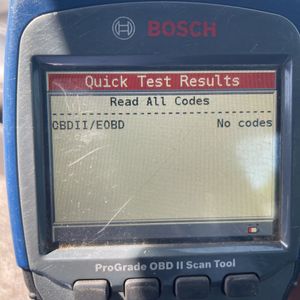 BOSCH
Quick Test Results
Read All Codes
OBDII/EOBD No codes
ProGrade OBD II Scan Tool